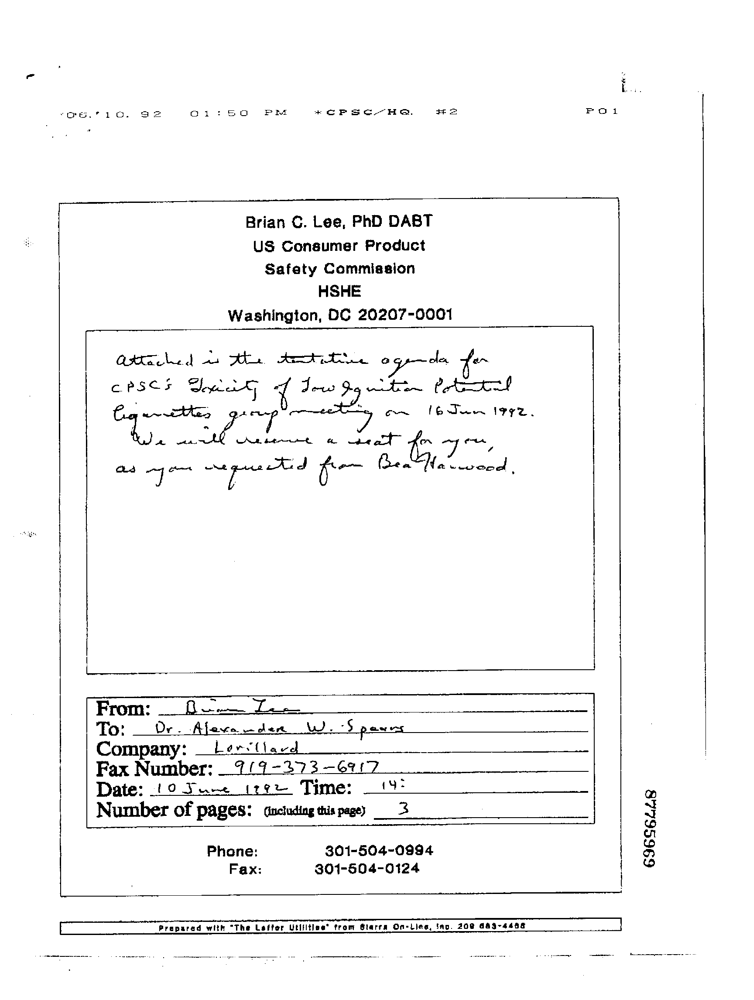 06.'10. 92 01:50 PM *CPSC/HQ. #2 P01
Brian C. Lee, PhD DABT
US Consumer Product
Safety Commission
HSHE
Washington, DC 20207-0001
Attached is the tentative agenda for
CPSC's Toxicity of Low Ignition Potential
Cigarettes group meeting on 16 Jun 1992.
We will reserve a seat for you,
as you requested from Bea Harwood.
From: Brian Lee
To: Dr. Alexander W. Spears
Company: Lorillard
Fax Number: 919-373-6917
Date: 10 June 1992 Time: 14:
Number of pages: (including this page) 3
Phone: 301-504-0994
Fax: 301-504-0124
87795969
Prepared with "The Laffer Utilities" from Sierra On-Line, Inc. 209 683-4468